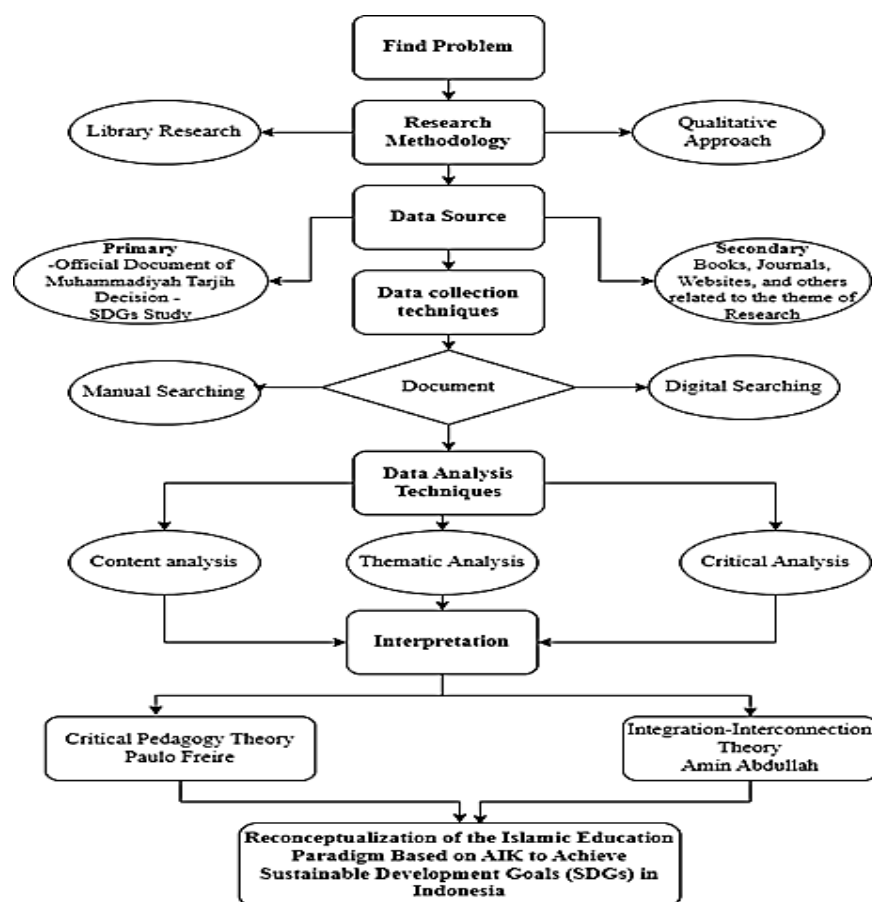 Find Problem
Library Research
Research
Methodology
Qualitative
Approach
Data Source
Primary
-Official Document of
Muhammadiyah Tarjih
Decision -
SDGs Study
Secondary
Books, Journals,
Websites, and others
related to the theme of
Research
Data collection
techniques
Manual Searching
Document
Digital Searching
Data Analysis
Techniques
Content analysis
Thematic Analysis
Critical Analysis
Interpretation
Critical Pedagogy Theory
Paulo Freire
Integration-Interconnection
Theory
Amin Abdullah
Reconceptualization of the Islamic Education
Paradigm Based on AIK to Achieve
Sustainable Development Goals (SDGs) in
Indonesia